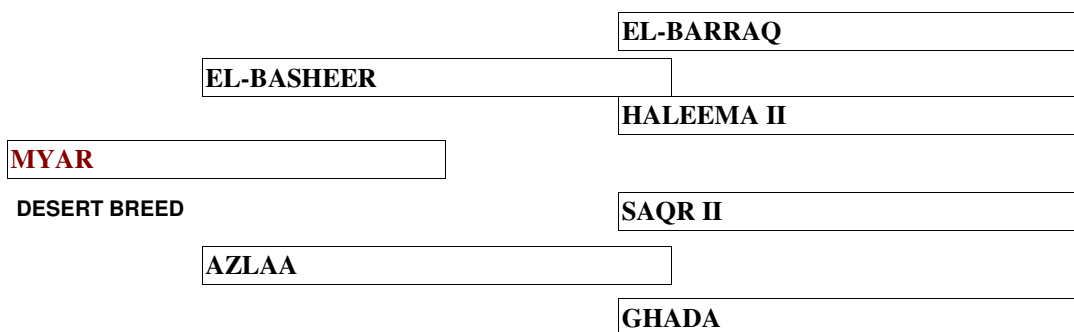 EL-BARRAQ
EL-BASHEER
HALEEMA II
MYAR
DESERT BREED
SAQR II
AZLAA
GHADA